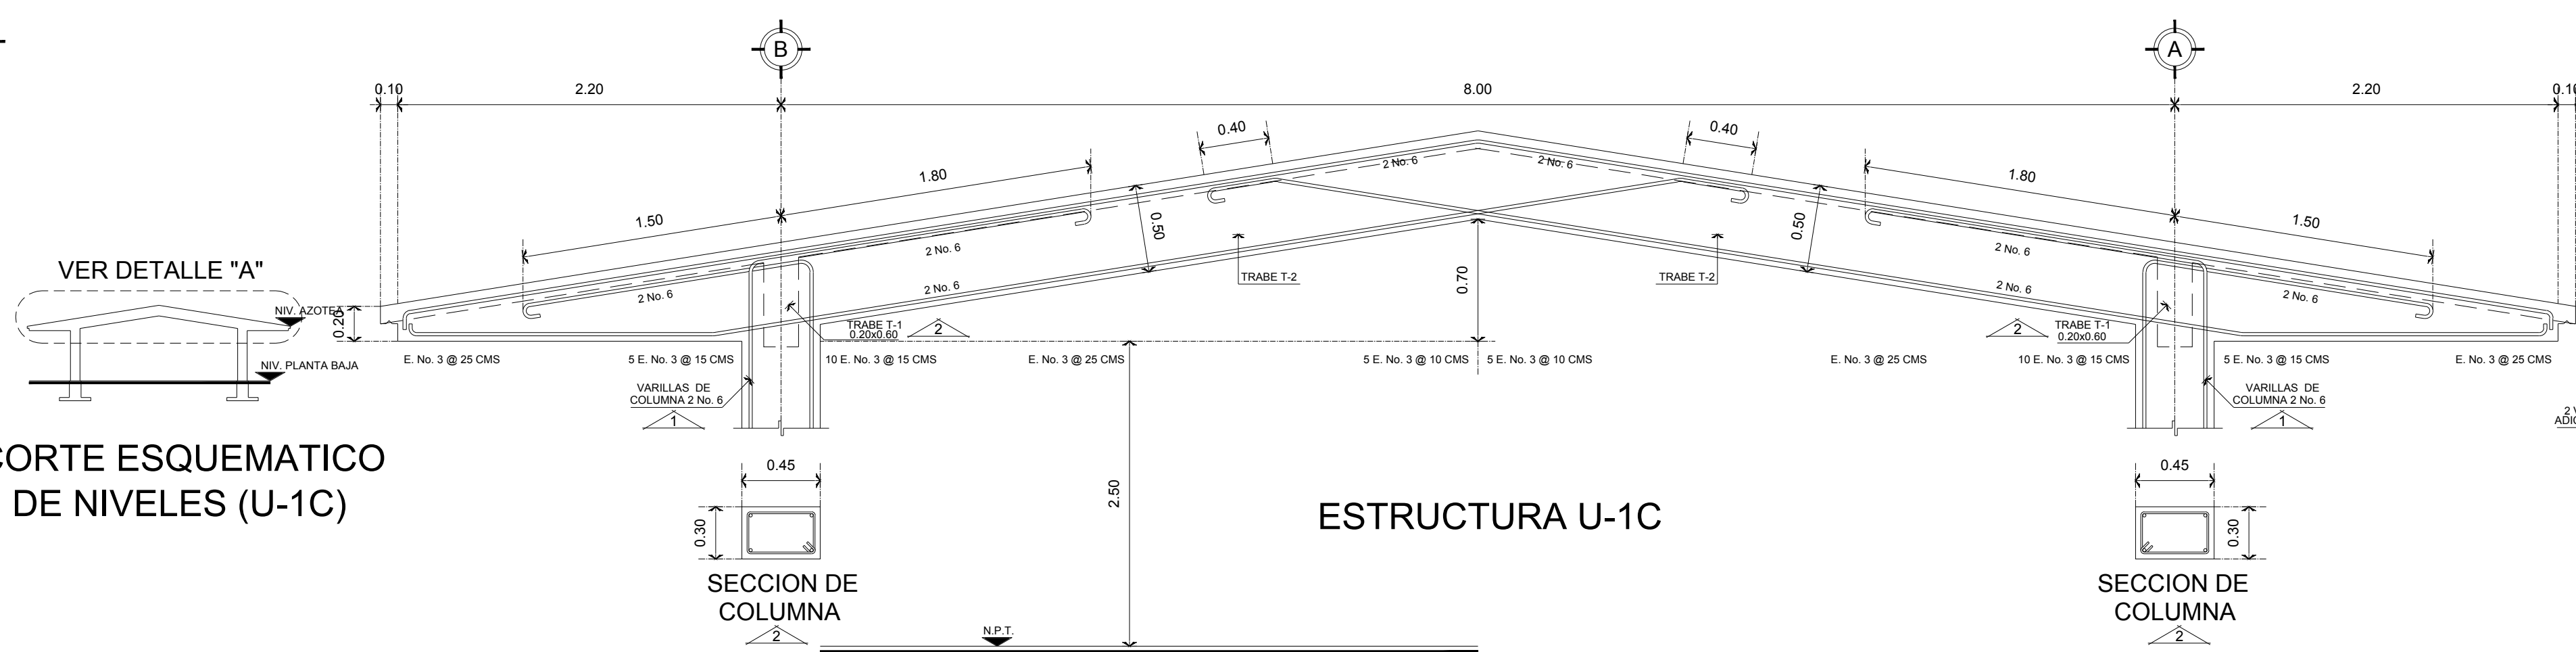 B
A
0.10
2.20
8.00
2.20
0.10
0.40
0.40
1.80
1.50
1.80
1.50
2 No. 6
2 No. 6
0.50
0.50
2 No. 6
2 No. 6
2 No. 6
2 No. 6
2 No. 6
2 No. 6
TRABE T-2
TRABE T-2
0.70
VER DETALLE "A"
NIV. AZOTEA
0.20
NIV. PLANTA BAJA
TRABE T-1
0.20x0.60
2
2
TRABE T-1
0.20x0.60
E. No. 3 @ 25 CMS
5 E. No. 3 @ 15 CMS
10 E. No. 3 @ 15 CMS
E. No. 3 @ 25 CMS
5 E. No. 3 @ 10 CMS
5 E. No. 3 @ 10 CMS
E. No. 3 @ 25 CMS
10 E. No. 3 @ 15 CMS
5 E. No. 3 @ 15 CMS
E. No. 3 @ 25 CMS
VARILLAS DE
COLUMNA 2 No. 6
1
VARILLAS DE
COLUMNA 2 No. 6
1
CORTE ESQUEMATICO
DE NIVELES (U-1C)
0.45
0.30
SECCION DE
COLUMNA
2
2.50
N.P.T.
ESTRUCTURA U-1C
0.45
0.30
SECCION DE
COLUMNA
2